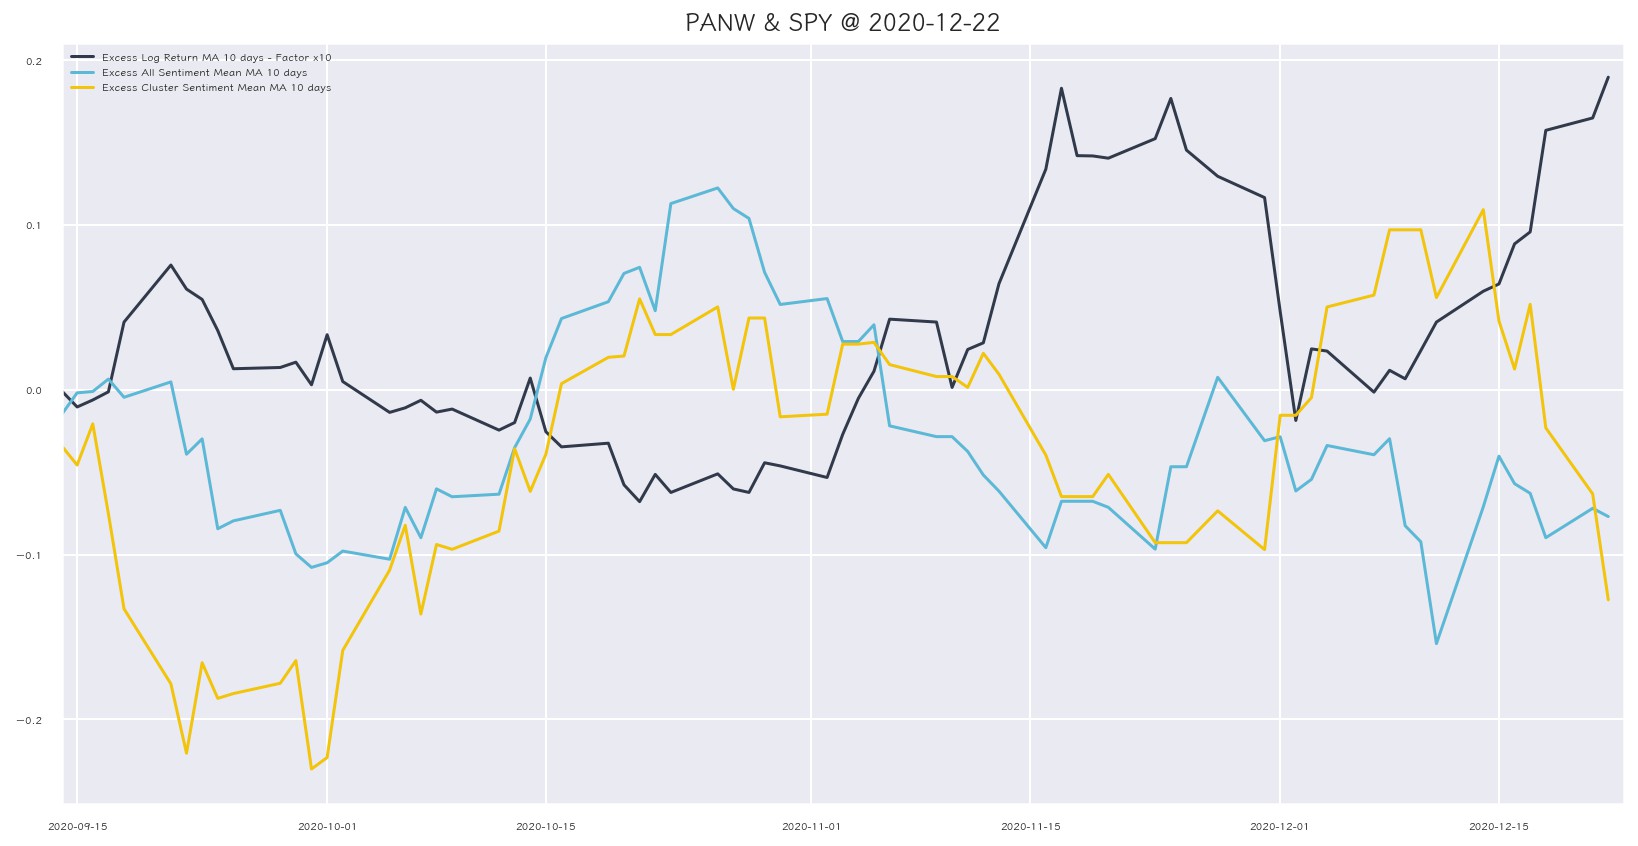 PANW & SPY @ 2020-12-22
Excess Log Return MA 10 days - Factor x10
Excess All Sentiment Mean MA 10 days
Excess Cluster Sentiment Mean MA 10 days
0.2
0.1
0.0
−0.1
−0.2
2020-09-15 2020-10-01 2020-10-15 2020-11-01 2020-11-15 2020-12-01 2020-12-15